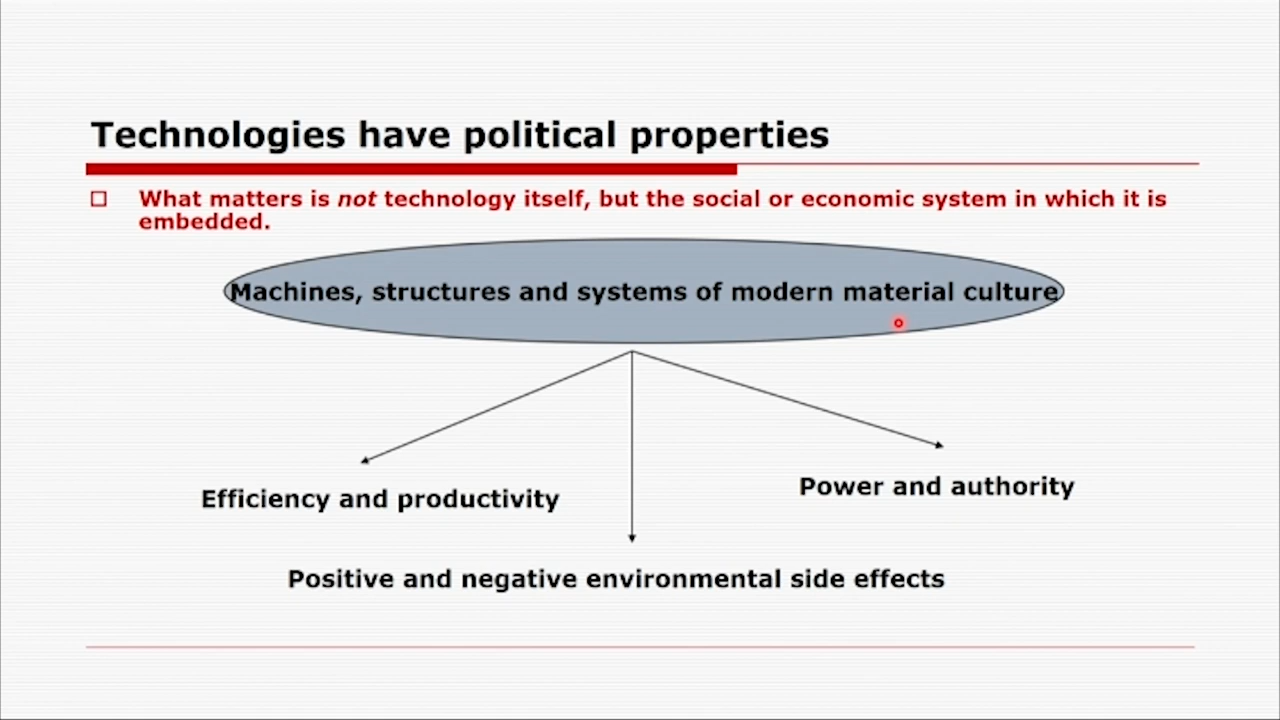 Technologies have political properties
What matters is not technology itself, but the social or economic system in which it is
embedded.
Machines, structures and systems of modern material culture
Power and authority
Efficiency and productivity
Positive and negative environmental side effects